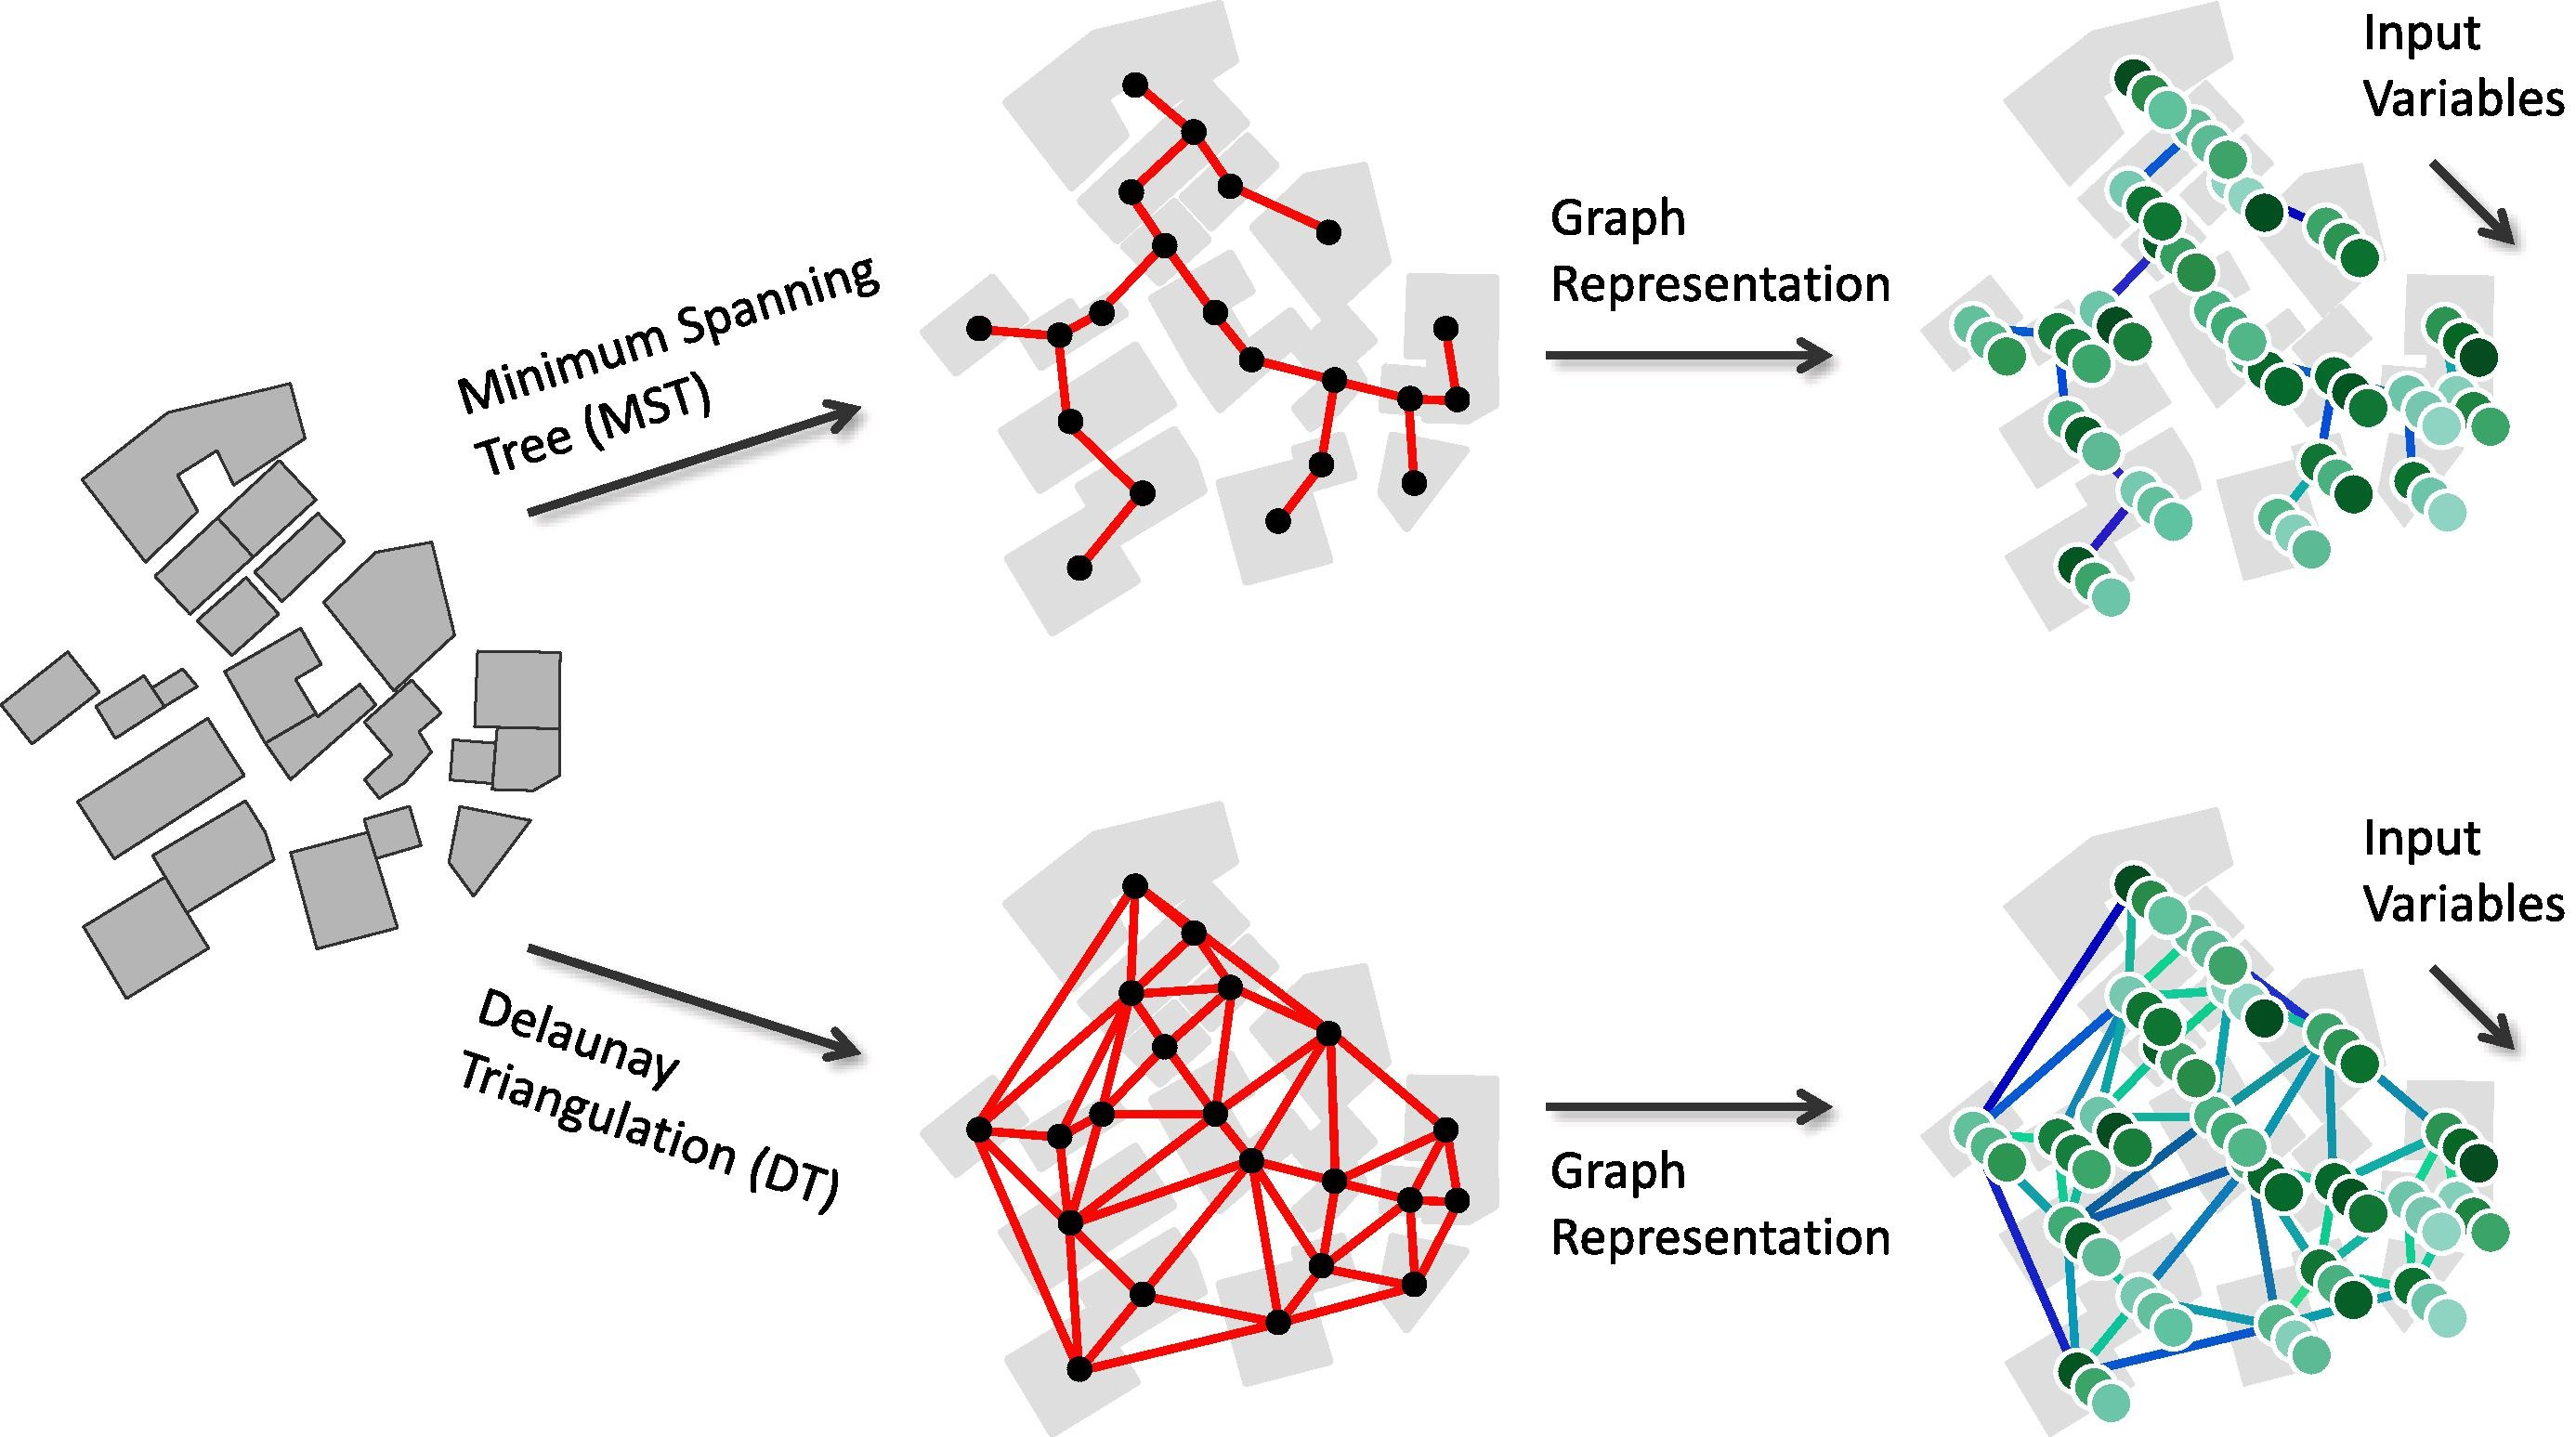 Minimum Spanning
Tree (MST)
Graph
Representation
Input
Variables
Delaunay
Triangulation (DT)
Graph
Representation
Input
Variables